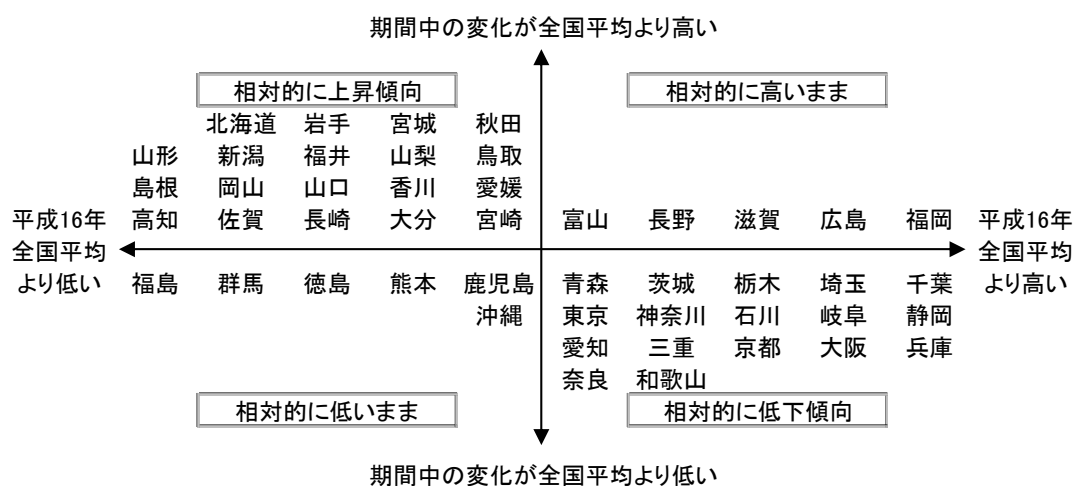 期間中の変化が全国平均より高い
相対的に上昇傾向 相対的に高いまま
北海道 岩手 宮城 秋田
山形 新潟 福井 山梨 鳥取
島根 岡山 山口 香川 愛媛
平成16年 高知 佐賀 長崎 大分 宮崎 富山 長野 滋賀 広島 福岡 平成16年
全国平均 全国平均
より低い 福島 群馬 徳島 熊本 鹿児島 青森 茨城 栃木 埼玉 千葉 より高い
沖縄 東京 神奈川 石川 岐阜 静岡
愛知 三重 京都 大阪 兵庫
奈良 和歌山
相対的に低いまま 相対的に低下傾向
期間中の変化が全国平均より低い